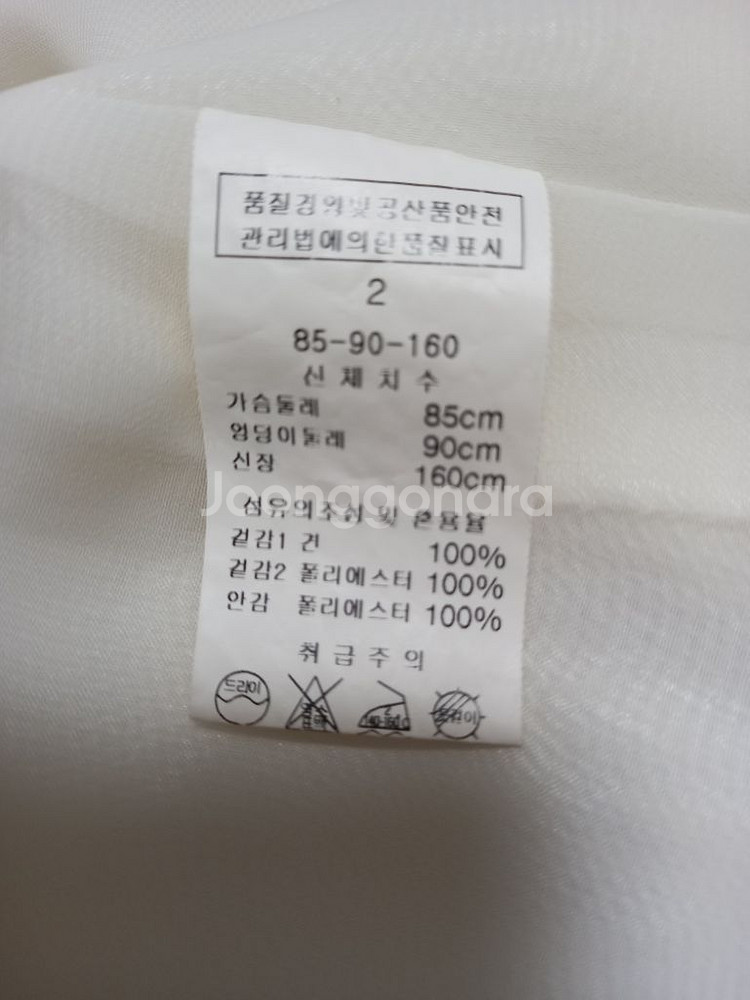 품질경영및공산품안전
관리법에의한품질표시
2
85-90-160
신체치수
가슴둘레 85cm
엉덩이둘레 90cm
신장 160cm
Joonggonara
섬유의조성및혼용율
겉감1 견 100%
겉감2 폴리에스터 100%
안감 폴리에스터 100%
취급주의
드라이